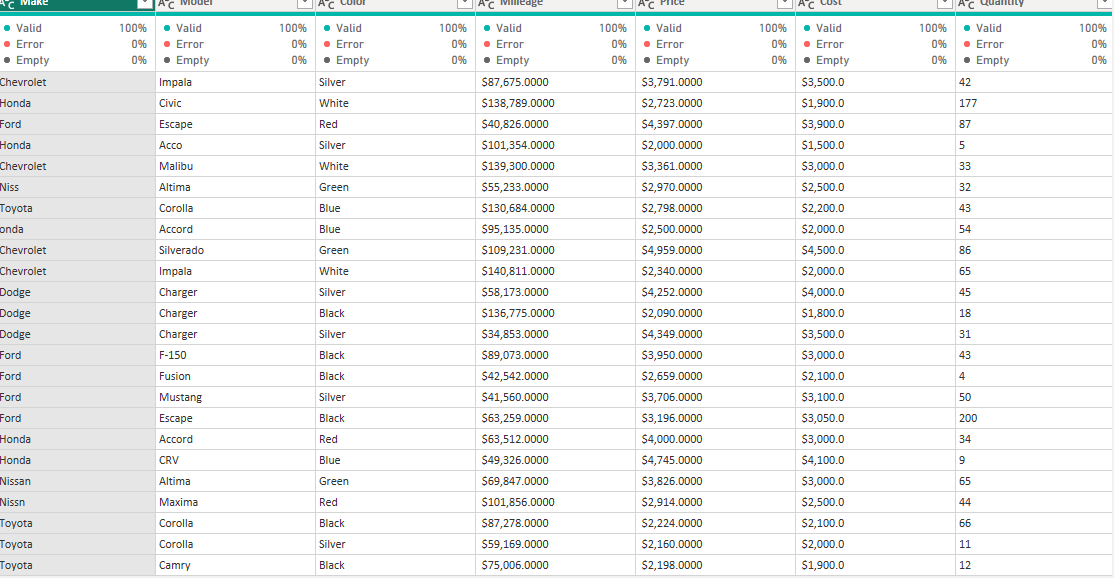 Make Model Color Mileage Price Cost Quantity
Valid 100% Valid 100% Valid 100% Valid 100% Valid 100% Valid 100% Valid 100%
Error 0% Error 0% Error 0% Error 0% Error 0% Error 0% Error 0%
Empty 0% Empty 0% Empty 0% Empty 0% Empty 0% Empty 0% Empty 0%
Chevrolet Impala Silver $87,675.0000 $3,791.0000 $3,500.0 42
Honda Civic White $138,789.0000 $2,723.0000 $1,900.0 177
Ford Escape Red $40,826.0000 $4,397.0000 $3,900.0 87
Honda Acco Silver $101,354.0000 $2,000.0000 $1,500.0 5
Chevrolet Malibu White $139,300.0000 $3,361.0000 $3,000.0 33
Niss Altima Green $55,233.0000 $2,970.0000 $2,500.0 32
Toyota Corolla Blue $130,684.0000 $2,798.0000 $2,200.0 43
onda Accord Blue $95,135.0000 $2,500.0000 $2,000.0 54
Chevrolet Silverado Green $109,231.0000 $4,959.0000 $4,500.0 86
Chevrolet Impala White $140,811.0000 $2,340.0000 $2,000.0 65
Dodge Charger Silver $58,173.0000 $4,252.0000 $4,000.0 45
Dodge Charger Black $136,775.0000 $2,090.0000 $1,800.0 18
Dodge Charger Silver $34,853.0000 $4,349.0000 $3,500.0 31
Ford F-150 Black $89,073.0000 $3,950.0000 $3,000.0 43
Ford Fusion Black $42,542.0000 $2,659.0000 $2,100.0 4
Ford Mustang Silver $41,560.0000 $3,706.0000 $3,100.0 50
Ford Escape Black $63,259.0000 $3,196.0000 $3,050.0 200
Honda Accord Red $63,512.0000 $4,000.0000 $3,000.0 34
Honda CRV Blue $49,326.0000 $4,745.0000 $4,100.0 9
Nissan Altima Green $69,847.0000 $3,826.0000 $3,000.0 65
Nissn Maxima Red $101,856.0000 $2,914.0000 $2,500.0 44
Toyota Corolla Black $87,278.0000 $2,224.0000 $2,100.0 66
Toyota Corolla Silver $59,169.0000 $2,160.0000 $2,000.0 11
Toyota Camry Black $75,006.0000 $2,198.0000 $1,900.0 12